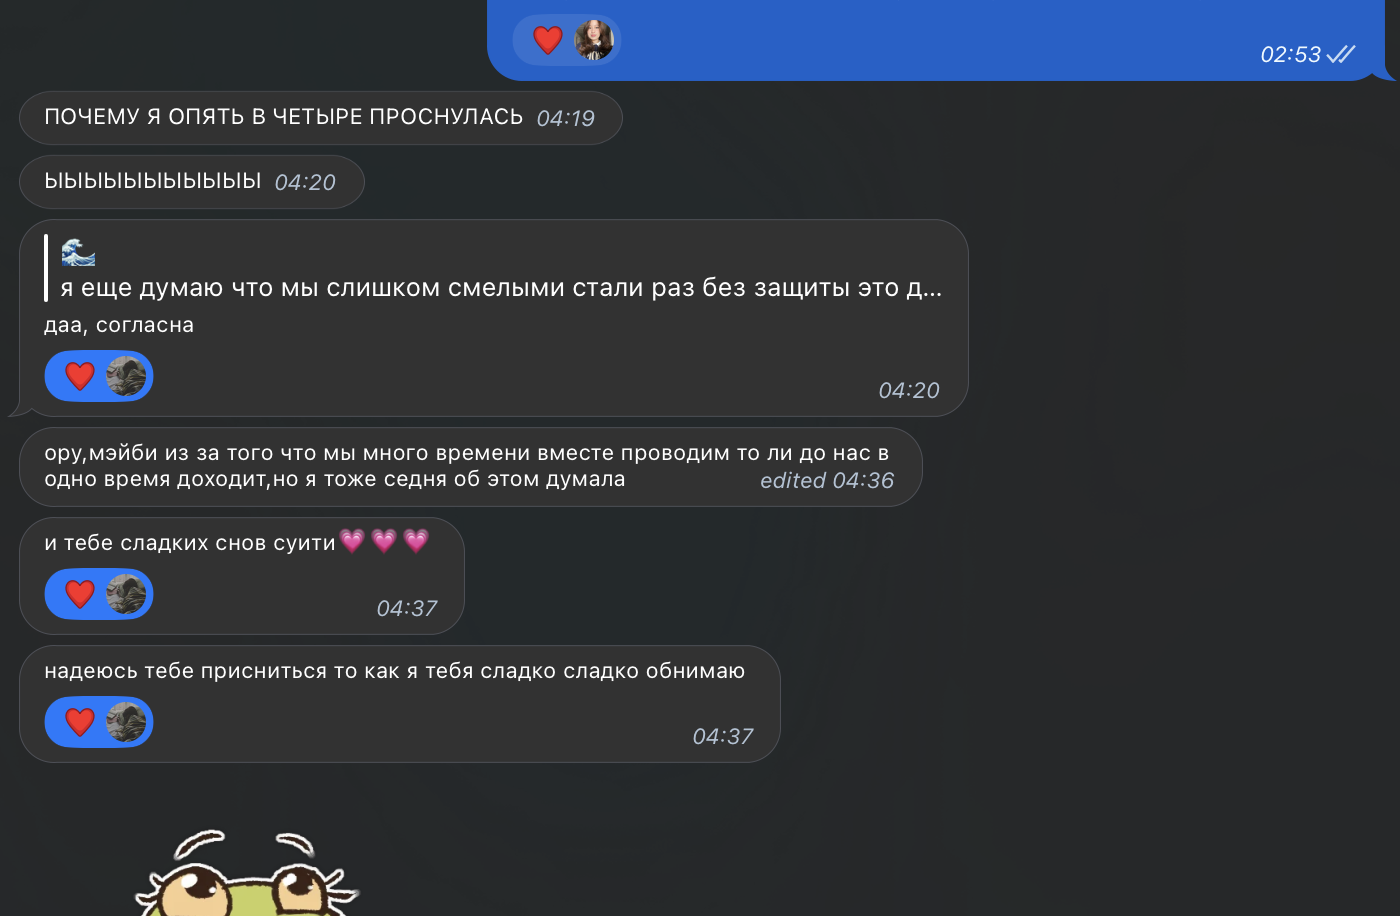 02:53
ПОЧЕМУ Я ОПЯТЬ В ЧЕТЫРЕ ПРОСНУЛАСЬ 04:19
ЫЫЫЫЫЫЫЫЫЫЫ 04:20
я еще думаю что мы слишком смелыми стали раз без защиты это д...
даа, согласна
04:20
ору,мэйби из за того что мы много времени вместе проводим то ли до нас в
одно время доходит,но я тоже седня об этом думала edited 04:36
и тебе сладких снов суити
04:37
надеюсь тебе присниться то как я тебя сладко сладко обнимаю
04:37